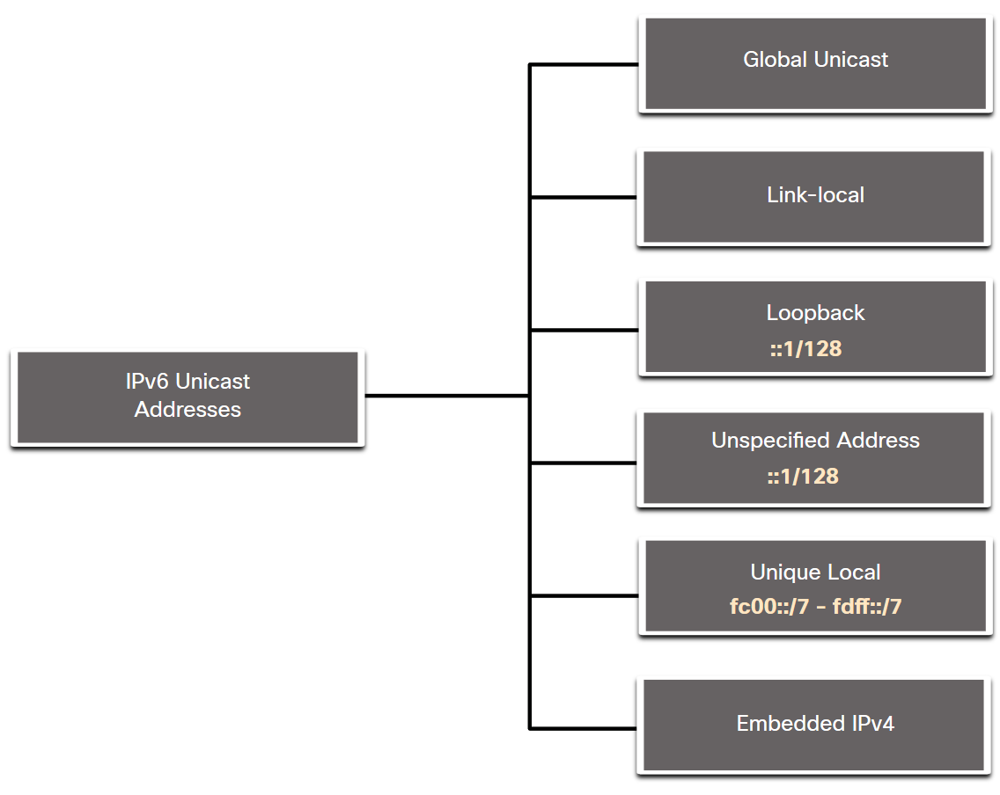 Global Unicast
Link-local
Loopback
::1/128
IPv6 Unicast
Addresses
Unspecified Address
::1/128
Unique Local
fc00::/7 - fdff::/7
Embedded IPv4